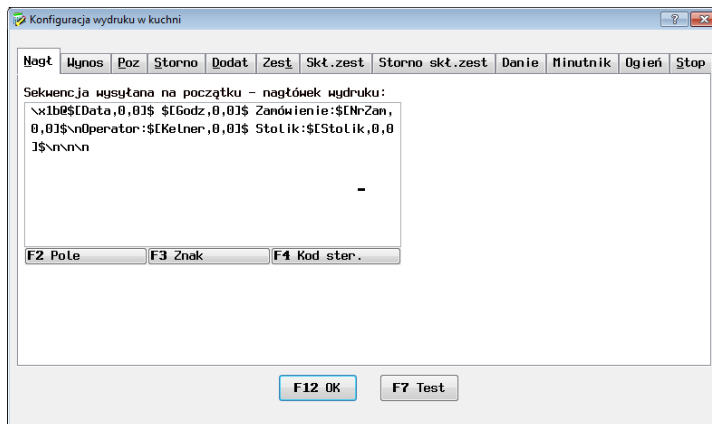 Konfiguracja wydruku w kuchni
?
Nagł Wynos Poz Storno Dodat Zest Skł.zest Storno skł.zest Danie Minutnik Ogień Stop
Sekwencja wysyłana na początku - nagłówek wydruku:
\x1b@$[Data,0,0]$ $[Godz,0,0]$ Zamówienie:$[NrZam,
0,0]$\nOperator:$[Kelner,0,0]$ Stolik:$[Stolik,0,0
]$\n\n\n
F2 Pole F3 Znak F4 Kod ster.
F12 OK F7 Test